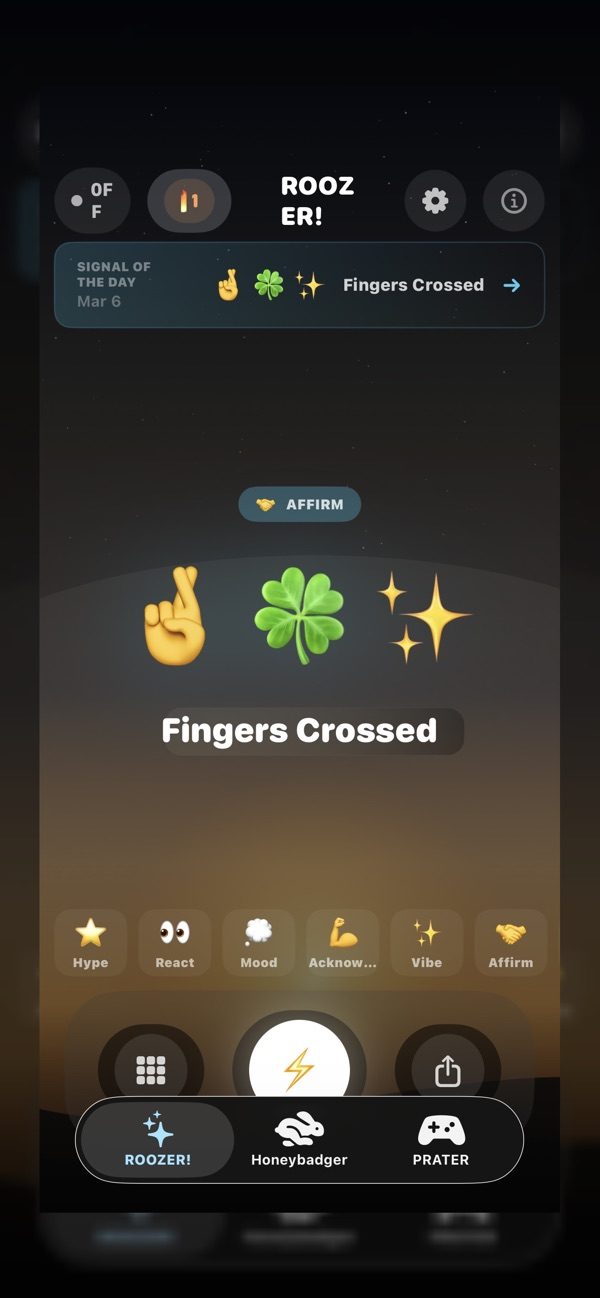 OF
F
1
ROOZ
ER!
SIGNAL OF
THE DAY
Mar 6
Fingers Crossed
AFFIRM
Fingers Crossed
Hype
React
Mood
Acknow...
Vibe
Affirm
ROOZER!
Honeybadger
PRATER